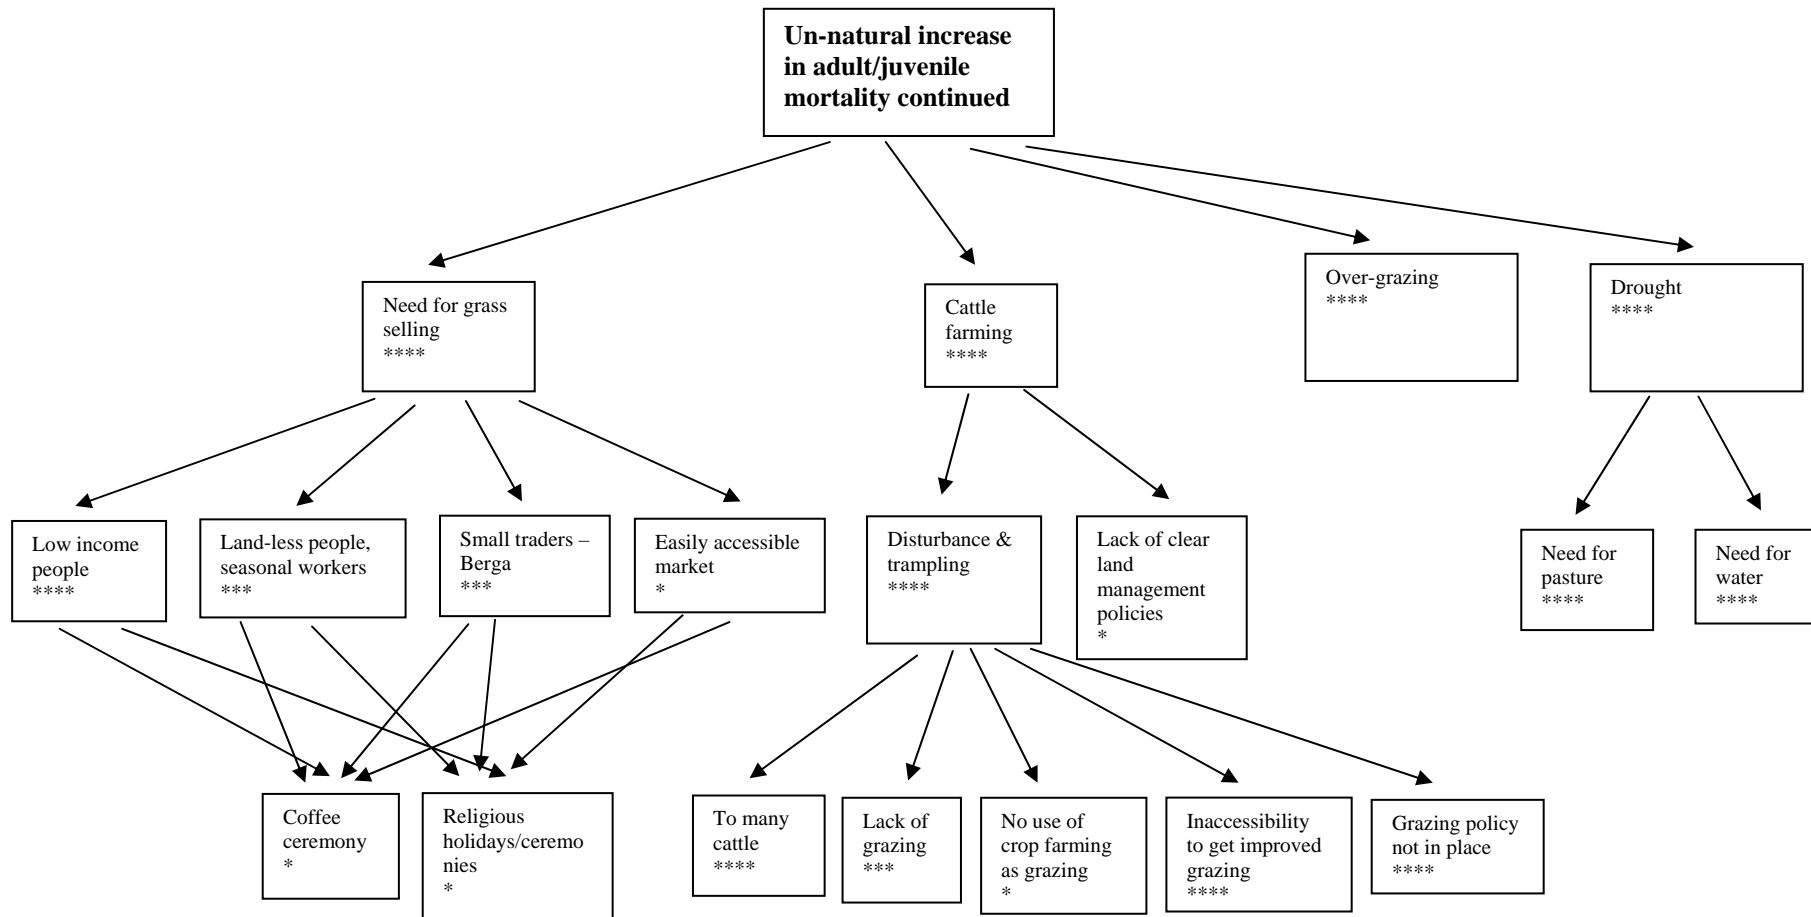 Un-natural increase
in adult/juvenile
mortality continued
Need for grass
selling
****
Cattle
farming
****
Over-grazing
****
Drought
****
Low income
people
****
Land-less people,
seasonal workers
***
Small traders –
Berga
***
Easily accessible
market
*
Disturbance &
trampling
****
Lack of clear
land
management
policies
*
Need for
pasture
****
Need for
water
****
Coffee
ceremony
*
Religious
holidays/ceremo
nies
*
To many
cattle
****
Lack of
grazing
***
No use of
crop farming
as grazing
*
Inaccessibility
to get improved
grazing
****
Grazing policy
not in place
****